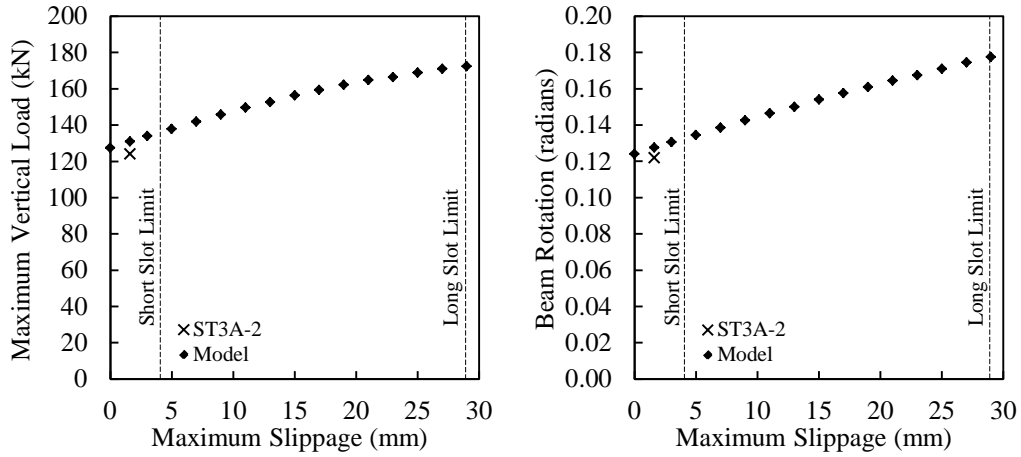 Maximum Vertical Load (kN)
200
180
160
140
120
100
80
60
40
20
0
Short Slot Limit
Long Slot Limit
ST3A-2
Model
0 5 10 15 20 25 30
Maximum Slippage (mm)
Beam Rotation (radians)
0.20
0.18
0.16
0.14
0.12
0.10
0.08
0.06
0.04
0.02
0.00
Short Slot Limit
Long Slot Limit
ST3A-2
Model
0 5 10 15 20 25 30
Maximum Slippage (mm)